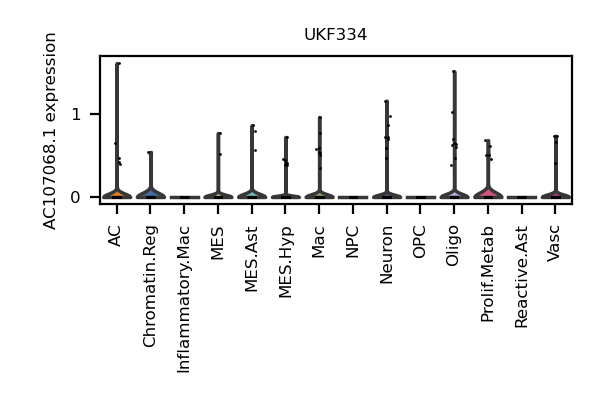 UKF334
AC107068.1 expression
1
0
AC
Chromatin.Reg
Inflammatory.Mac
MES
MES.Ast
MES.Hyp
Mac
NPC
Neuron
OPC
Oligo
Prolif.Metab
Reactive.Ast
Vasc